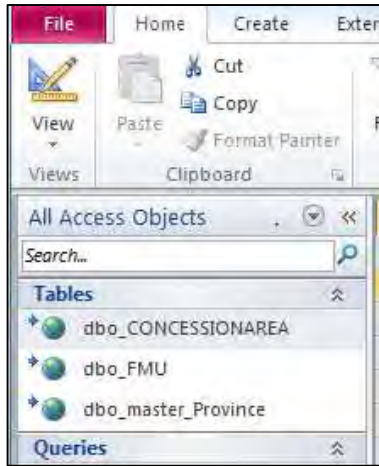 File Home Create Exter
Cut
Copy
View Paste Format Painter
Views Clipboard
All Access Objects
Search...
Tables
dbo_CONCESSIONAREA
dbo_FMU
dbo_master_Province
Queries